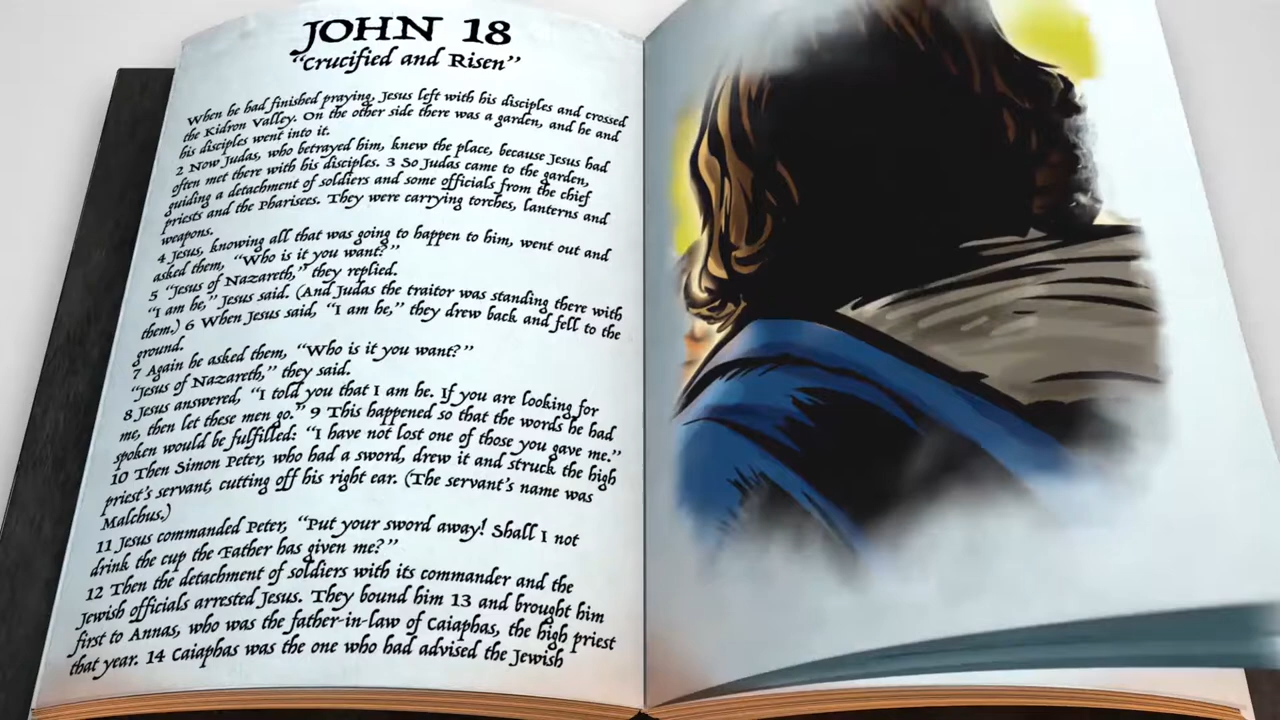 JOHN 18
“Crucified and Risen”
When he had finished praying, Jesus left with his disciples and crossed
the Kidron Valley. On the other side there was a garden, and he and
his disciples went into it.
2 Now Judas, who betrayed him, knew the place, because Jesus had
often met there with his disciples. 3 So Judas came to the garden,
guiding a detachment of soldiers and some officials from the chief
priests and the Pharisees. They were carrying torches, lanterns and
weapons.
4 Jesus, knowing all that was going to happen to him, went out and
asked them, “Who is it you want?”
5 “Jesus of Nazareth,” they replied.
“I am he,” Jesus said. (And Judas the traitor was standing there with
them.) 6 When Jesus said, “I am he,” they drew back and fell to the
ground.
7 Again he asked them, “Who is it you want?”
“Jesus of Nazareth,” they said.
8 Jesus answered, “I told you that I am he. If you are looking for
me, then let these men go.” 9 This happened so that the words he had
spoken would be fulfilled: “I have not lost one of those you gave me.”
10 Then Simon Peter, who had a sword, drew it and struck the high
priest’s servant, cutting off his right ear. (The servant’s name was
Malchus.)
11 Jesus commanded Peter, “Put your sword away! Shall I not
drink the cup the Father has given me?”
12 Then the detachment of soldiers with its commander and the
Jewish officials arrested Jesus. They bound him 13 and brought him
first to Annas, who was the father-in-law of Caiaphas, the high priest
that year. 14 Caiaphas was the one who had advised the Jewish